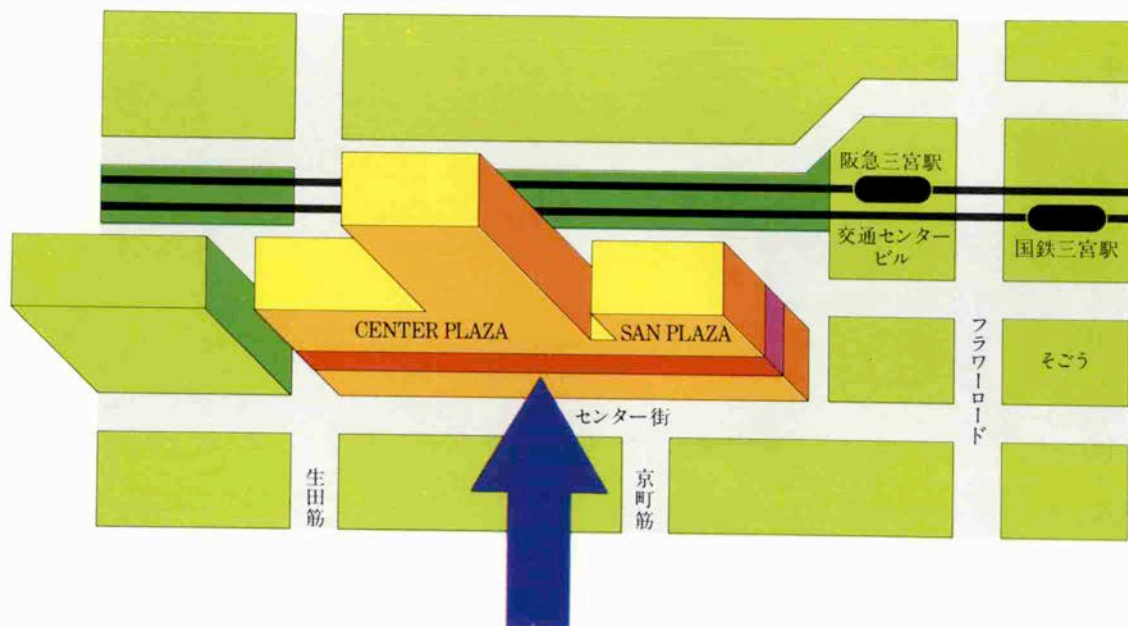 阪急三宮駅
交通センター
ビル
国鉄三宮駅
CENTER PLAZA
SAN PLAZA
フラワーロード
そごう
センター街
生田筋
京町筋